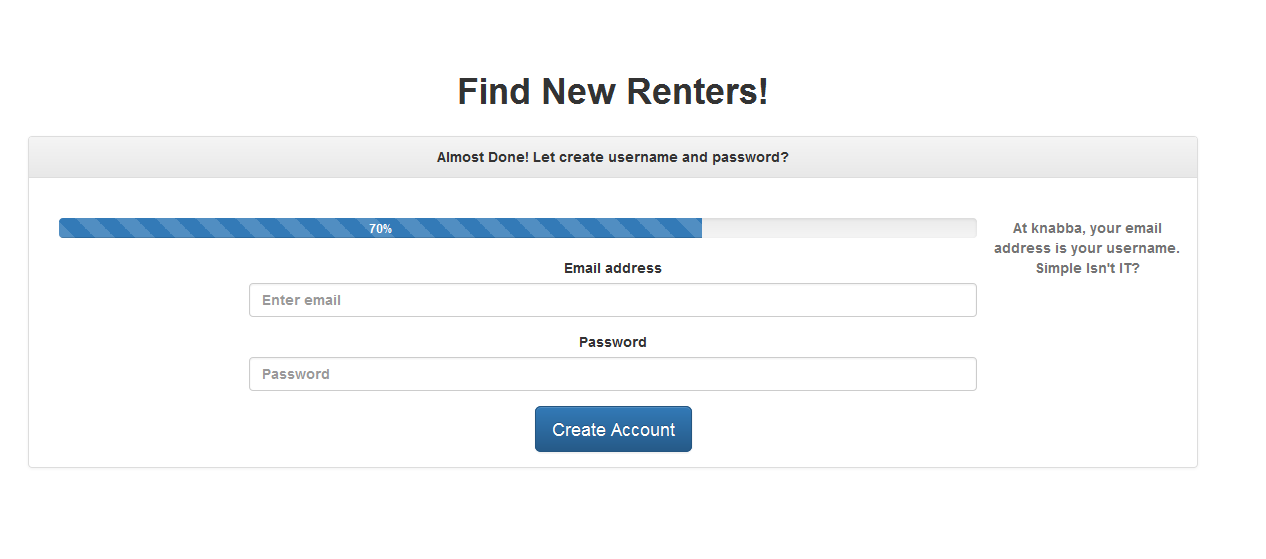 Find New Renters!
Almost Done! Let create username and password?
70%
At knabba, your email
address is your username.
Simple Isn't IT?
Email address
Enter email
Password
Password
Create Account